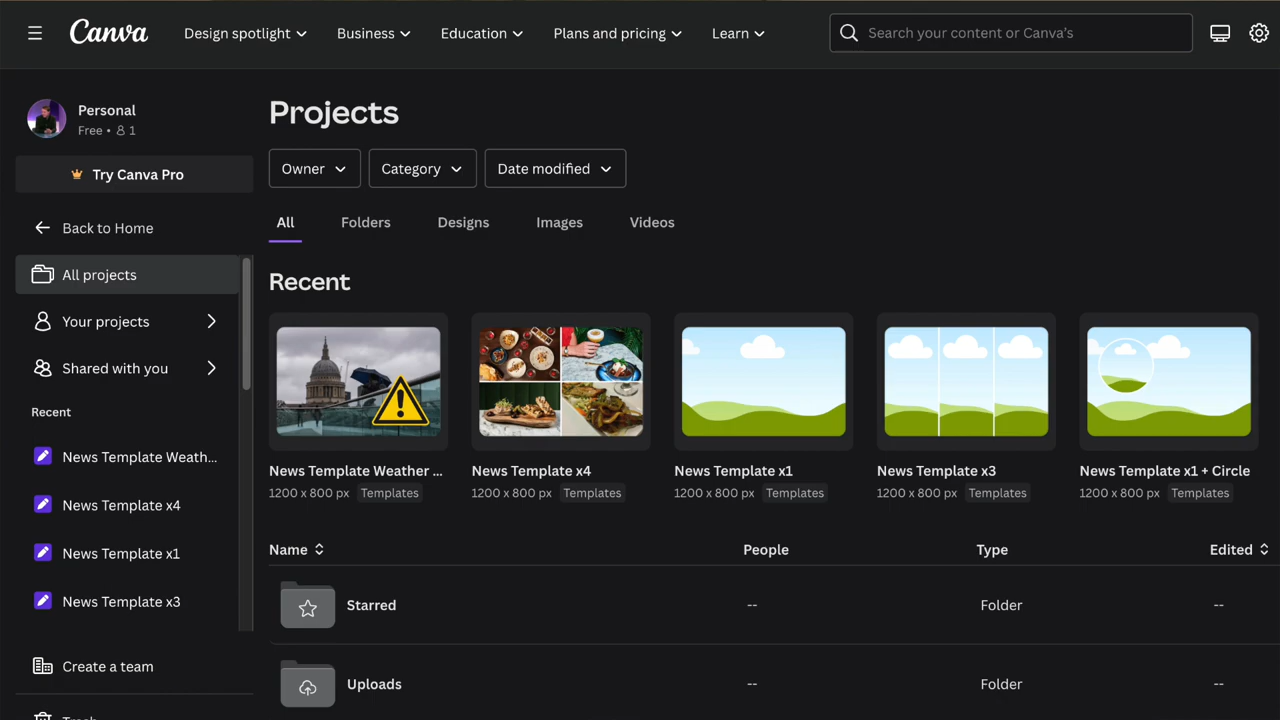 Canva
Design spotlight
Business
Education
Plans and pricing
Learn
Search your content or Canva's
Personal
Free • 1
Try Canva Pro
Back to Home
All projects
Your projects
Shared with you
Recent
News Template Weath...
News Template x4
News Template x1
News Template x3
Create a team
Trash
Projects
Owner
Category
Date modified
All
Folders
Designs
Images
Videos
Recent
News Template Weather ...
1200 x 800 px Templates
News Template x4
1200 x 800 px Templates
News Template x1
1200 x 800 px Templates
News Template x3
1200 x 800 px Templates
News Template x1 + Circle
1200 x 800 px Templates
Name People Type Edited
Starred -- Folder --
Uploads -- Folder --